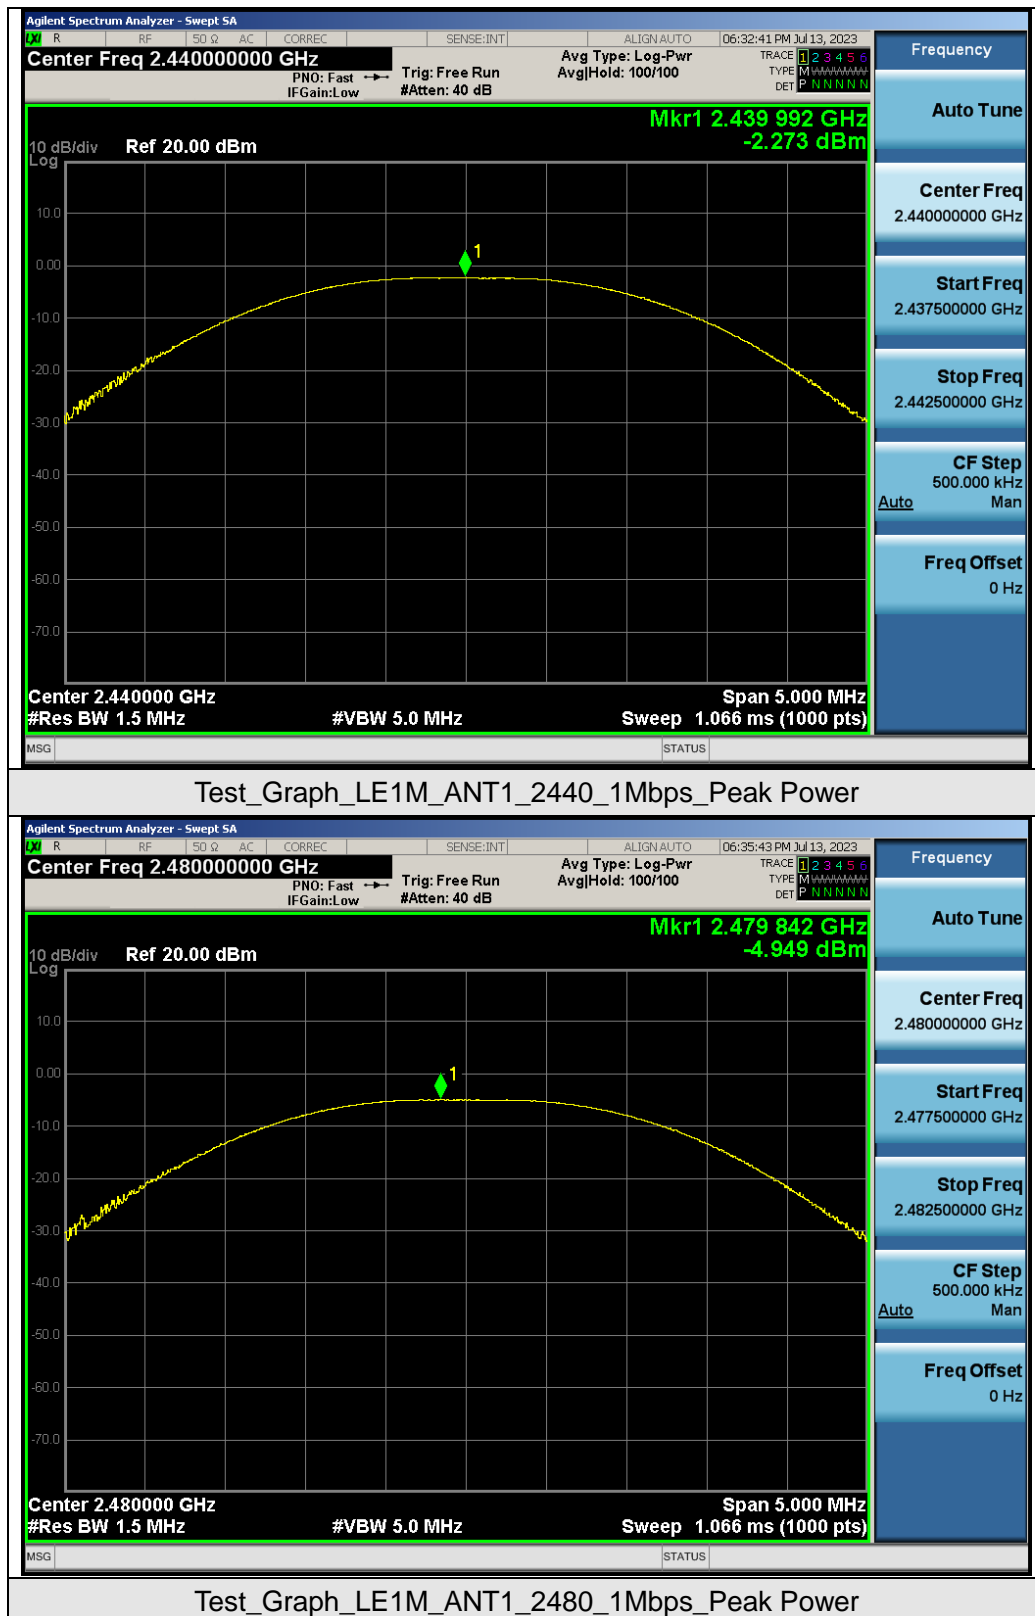 Agilent Spectrum Analyzer - Swept SA
LXI R RF 50 Ω AC CORREC SENSE:INT ALIGN AUTO 06:32:41 PM Jul 13, 2023
Center Freq 2.440000000 GHz
PNO: Fast
IFGain:Low
Trig: Free Run
#Atten: 40 dB
Avg Type: Log-Pwr
Avg|Hold: 100/100
TRACE 1 2 3 4 5 6
TYPE M WWWWW
DET P N N N N N
Mkr1 2.439 992 GHz
-2.273 dBm
10 dB/div Ref 20.00 dBm
Log
10.0
0.00
-10.0
-20.0
-30.0
-40.0
-50.0
-60.0
-70.0
1
Center 2.440000 GHz Span 5.000 MHz
#Res BW 1.5 MHz #VBW 5.0 MHz Sweep 1.066 ms (1000 pts)
MSG STATUS
Frequency
Auto Tune
Center Freq
2.440000000 GHz
Start Freq
2.437500000 GHz
Stop Freq
2.442500000 GHz
CF Step
500.000 kHz
Auto Man
Freq Offset
0 Hz
Test_Graph_LE1M_ANT1_2440_1Mbps_Peak Power
Agilent Spectrum Analyzer - Swept SA
LXI R RF 50 Ω AC CORREC SENSE:INT ALIGN AUTO 06:35:43 PM Jul 13, 2023
Center Freq 2.480000000 GHz
PNO: Fast
IFGain:Low
Trig: Free Run
#Atten: 40 dB
Avg Type: Log-Pwr
Avg|Hold: 100/100
TRACE 1 2 3 4 5 6
TYPE M WWWWW
DET P N N N N N
Mkr1 2.479 842 GHz
-4.949 dBm
10 dB/div Ref 20.00 dBm
Log
10.0
0.00
-10.0
-20.0
-30.0
-40.0
-50.0
-60.0
-70.0
1
Center 2.480000 GHz Span 5.000 MHz
#Res BW 1.5 MHz #VBW 5.0 MHz Sweep 1.066 ms (1000 pts)
MSG STATUS
Frequency
Auto Tune
Center Freq
2.480000000 GHz
Start Freq
2.477500000 GHz
Stop Freq
2.482500000 GHz
CF Step
500.000 kHz
Auto Man
Freq Offset
0 Hz
Test_Graph_LE1M_ANT1_2480_1Mbps_Peak Power